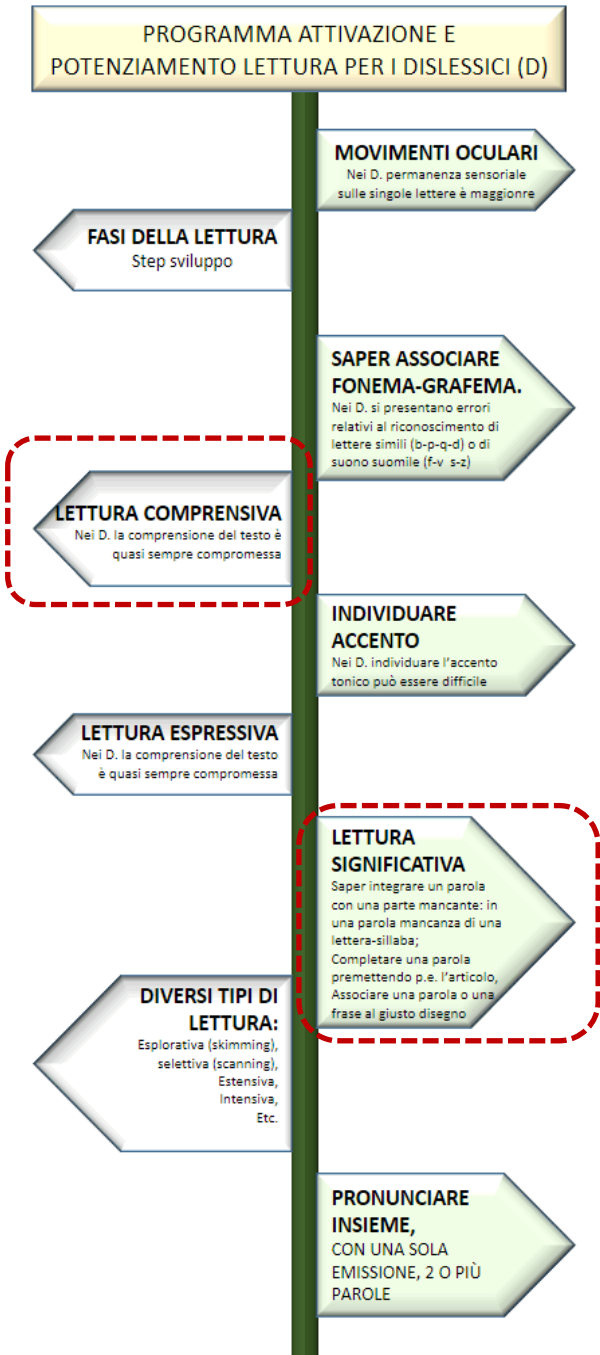 PROGRAMMA ATTIVAZIONE E
POTENZIAMENTO LETTURA PER I DISLESSICI (D)
MOVIMENTI OCULARI
Nei D. permanenza sensoriale
sulle singole lettere è maggionre
FASI DELLA LETTURA
Step sviluppo
SAPER ASSOCIARE
FONEMA-GRAFEMA.
Nei D. si presentano errori
relativi al riconoscimento di
lettere simili (b-p-q-d) o di
suono suomile (f-v s-z)
LETTURA COMPRENSIVA
Nei D. la comprensione del testo è
quasi sempre compromessa
INDIVIDUARE
ACCENTO
Nei D. individuare l'accento
tonico può essere difficile
LETTURA ESPRESSIVA
Nei D. la comprensione del testo
è quasi sempre compromessa
LETTURA
SIGNIFICATIVA
Saper integrare un parola
con una parte mancante: in
una parola mancanza di una
lettera-sillaba;
Completare una parola
premettendo p.e. l'articolo,
Associare una parola o una
frase al giusto disegno
DIVERSI TIPI DI
LETTURA:
Esplorativa (skimming),
selettiva (scanning),
Estensiva,
Intensiva,
Etc.
PRONUNCIARE
INSIEME,
CON UNA SOLA
EMISSIONE, 2 O PIÙ
PAROLE